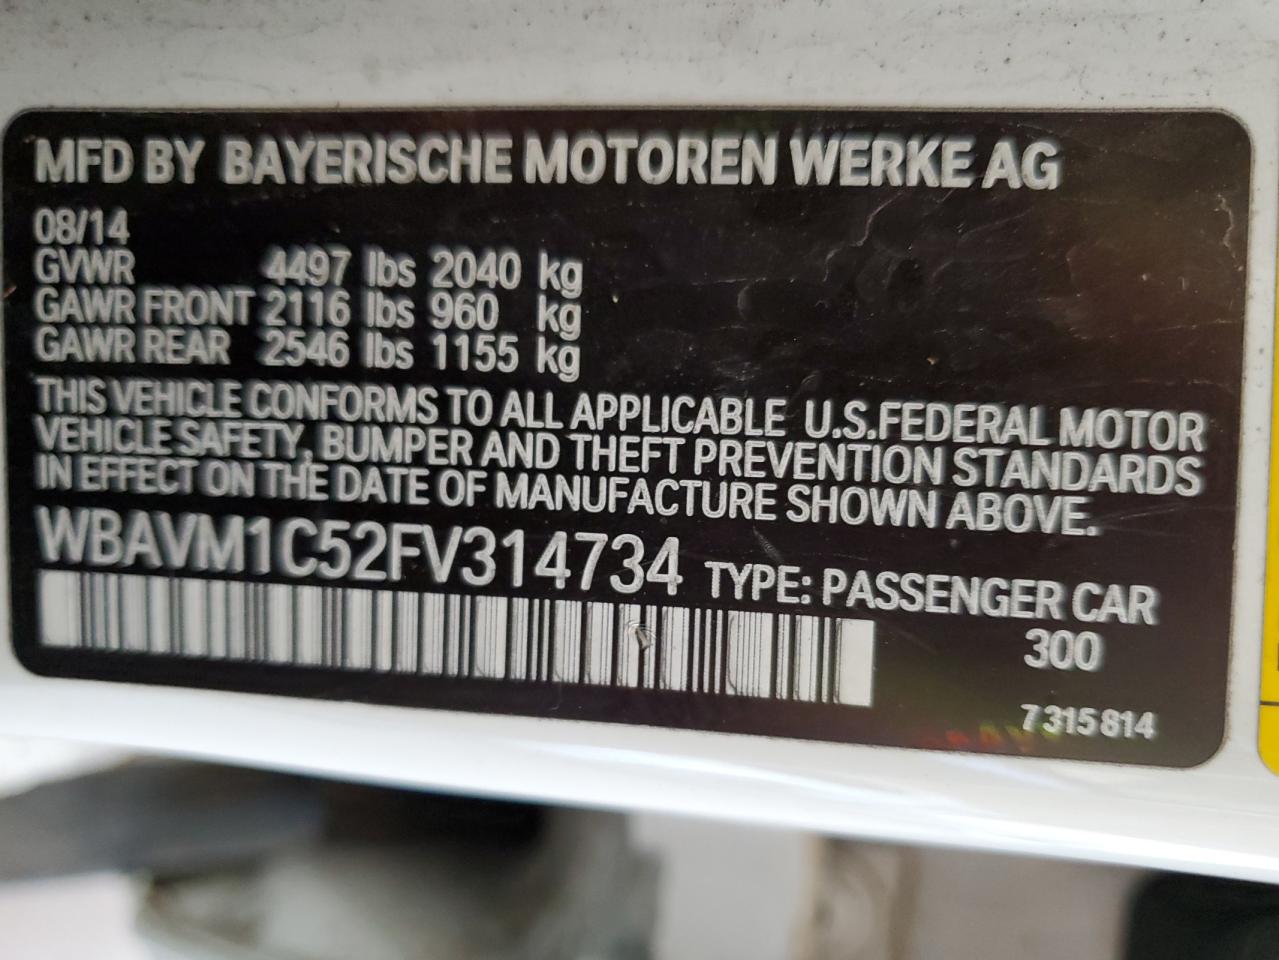 MFD BY BAYERISCHE MOTOREN WERKE AG
08/14
GVWR 4497 lbs 2040 kg
GAWR FRONT 2116 lbs 960 kg
GAWR REAR 2546 lbs 1155 kg
THIS VEHICLE CONFORMS TO ALL APPLICABLE U.S.FEDERAL MOTOR
VEHICLE SAFETY, BUMPER AND THEFT PREVENTION STANDARDS
IN EFFECT ON THE DATE OF MANUFACTURE SHOWN ABOVE.
WBAVM1C52FV314734 TYPE: PASSENGER CAR
300
7315814